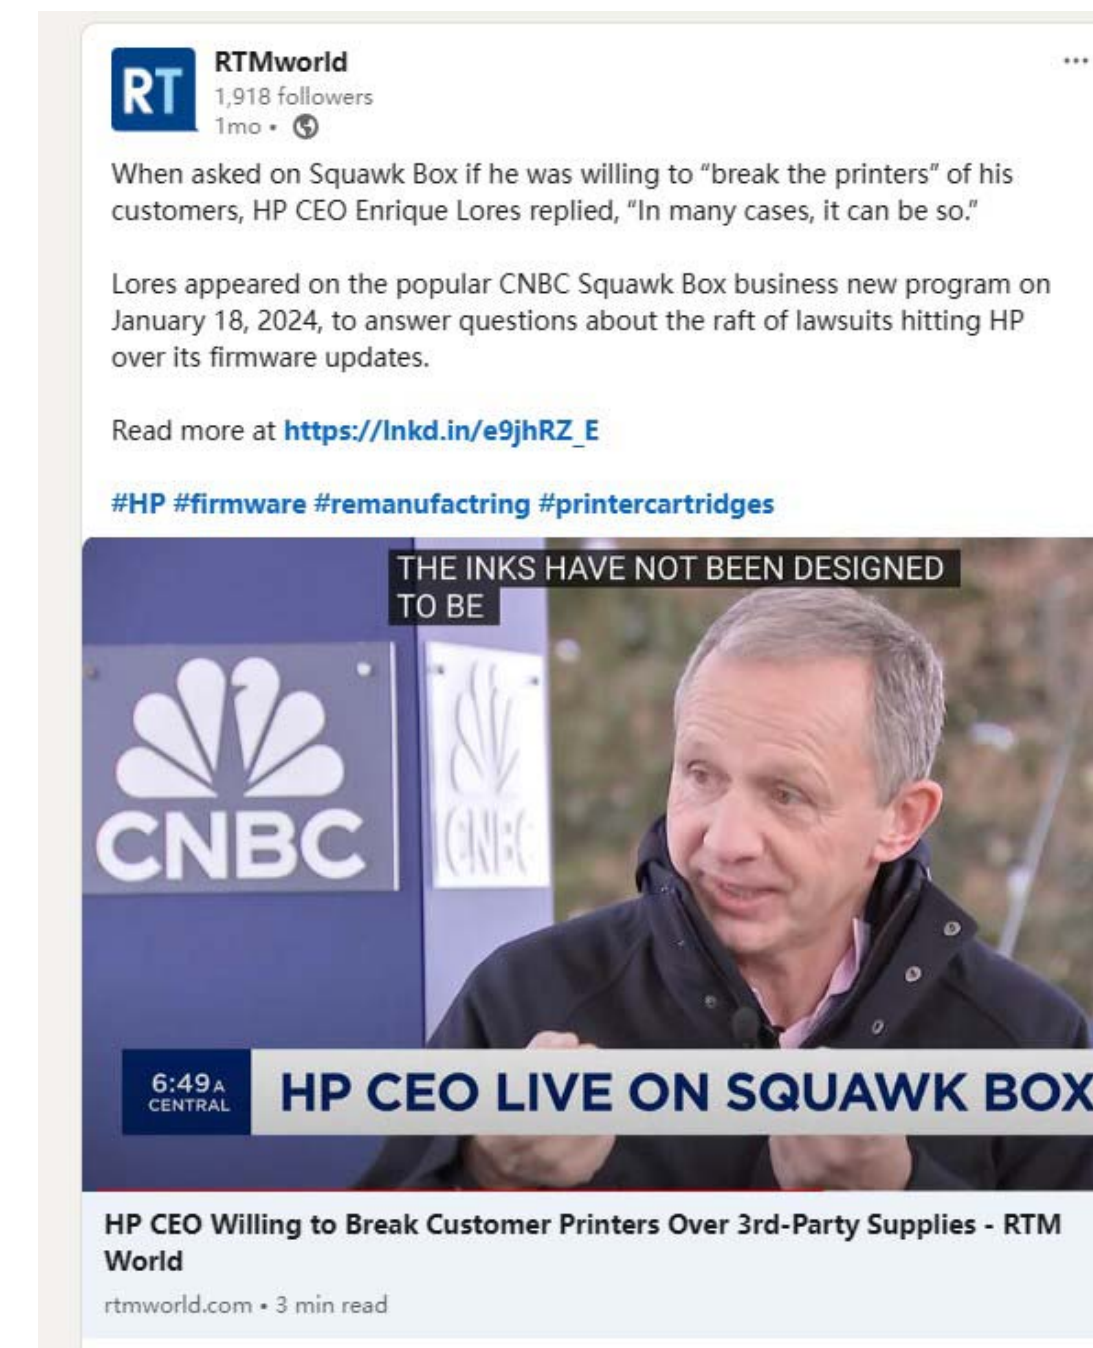 RT
RTMworld
1,918 followers
1mo •
When asked on Squawk Box if he was willing to “break the printers” of his
customers, HP CEO Enrique Lores replied, “In many cases, it can be so.”
Lores appeared on the popular CNBC Squawk Box business new program on
January 18, 2024, to answer questions about the raft of lawsuits hitting HP
over its firmware updates.
Read more at https://lnkd.in/e9jhRZ_E
#HP #firmware #remanufactring #printercartridges
THE INKS HAVE NOT BEEN DESIGNED
TO BE
CNBC
CNBC
6:49A
CENTRAL
HP CEO LIVE ON SQUAWK BOX
HP CEO Willing to Break Customer Printers Over 3rd-Party Supplies - RTM
World
rtmworld.com • 3 min read